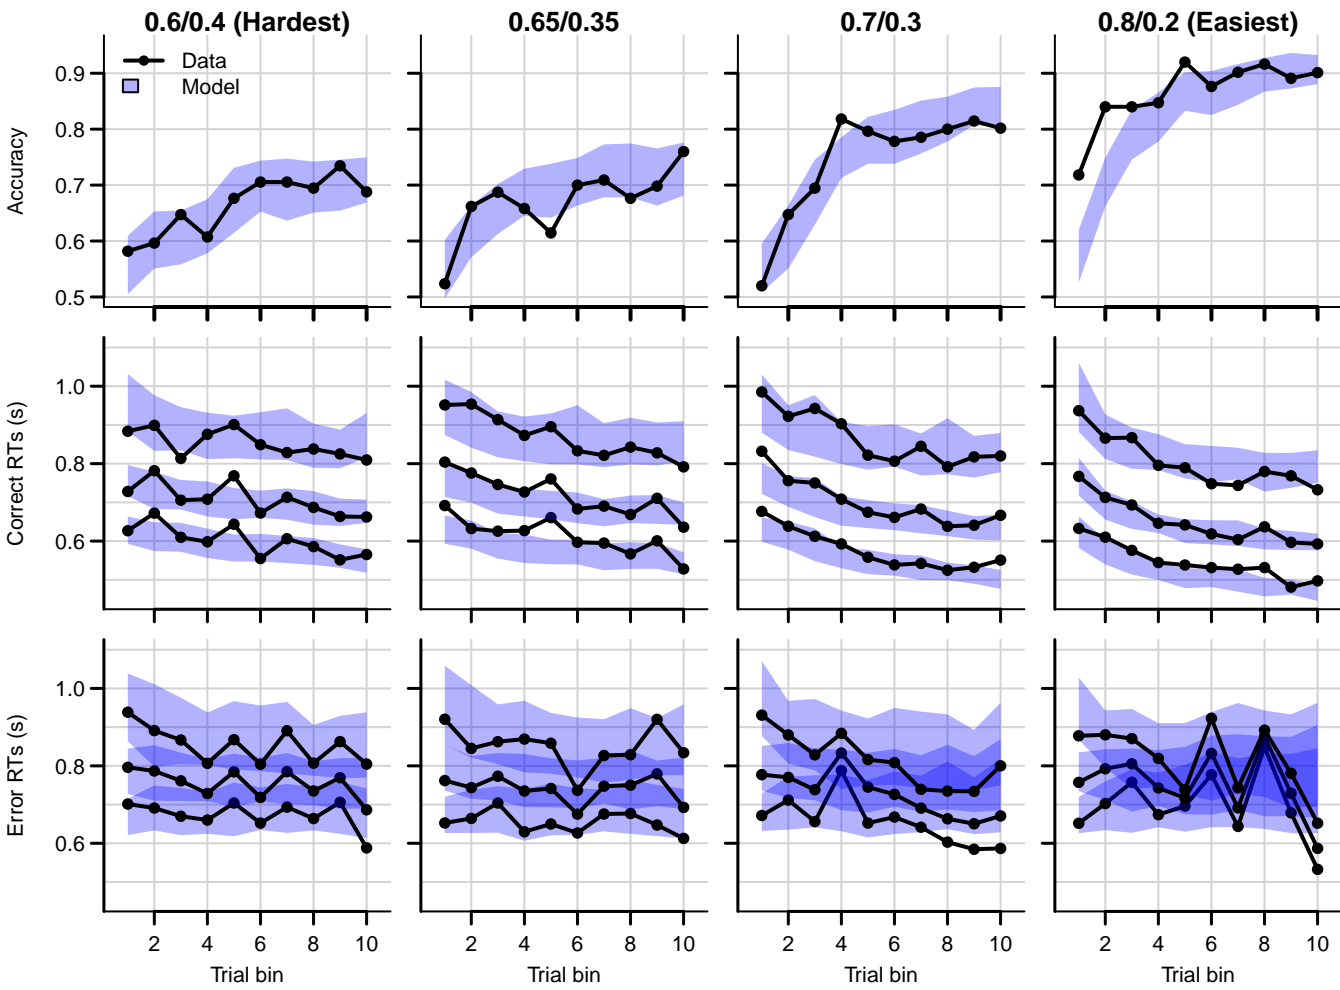 0.6/0.4 (Hardest) 0.65/0.35 0.7/0.3 0.8/0.2 (Easiest)
Data
Model
Accuracy
0.9
0.8
0.7
0.6
0.5
Correct RTs (s)
1.0
0.8
0.6
Error RTs (s)
1.0
0.8
0.6
2 4 6 8 10 2 4 6 8 10 2 4 6 8 10 2 4 6 8 10
Trial bin Trial bin Trial bin Trial bin